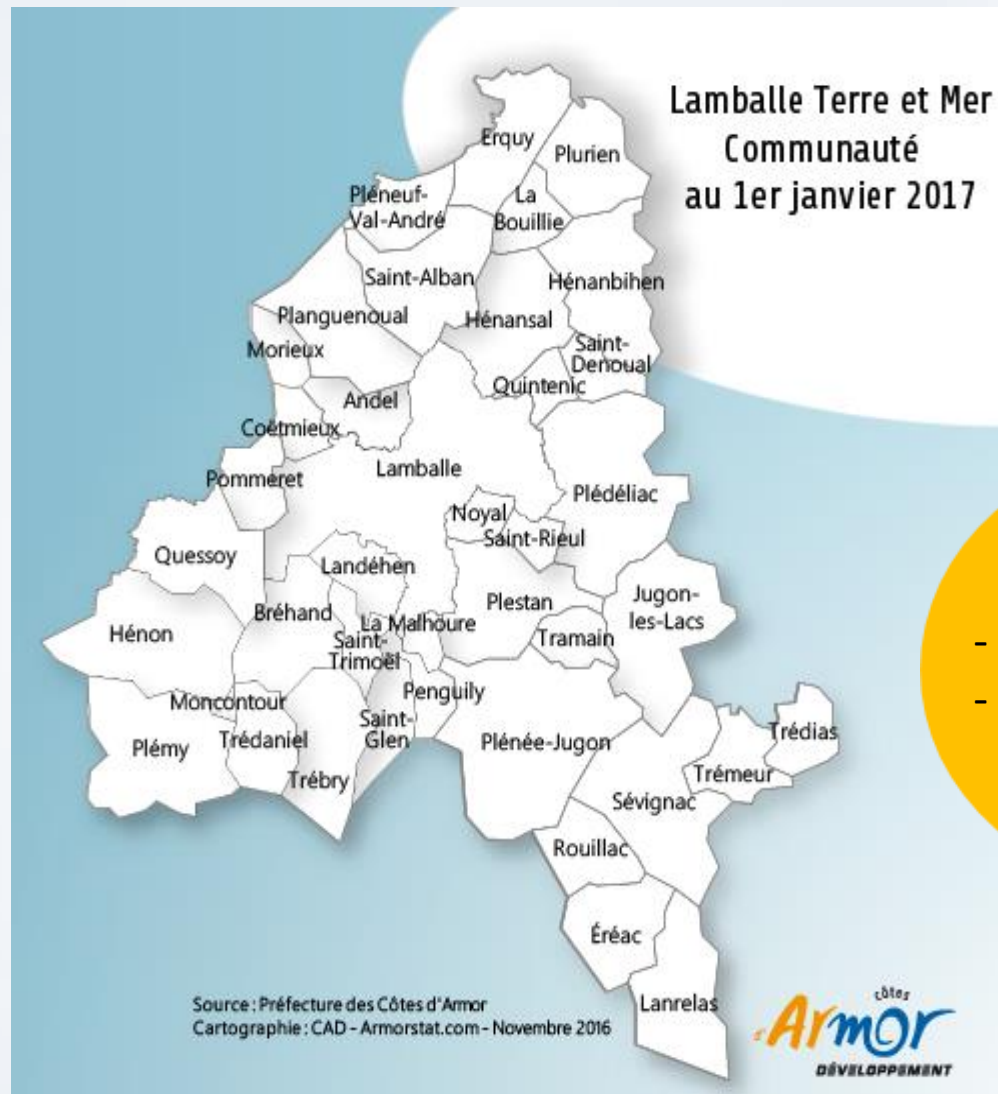 Lamballe Terre et Mer
Communauté
au 1er janvier 2017
Erquy
Plurien
Pléneuf-
Val-André
La
Bouillie
Saint-Alban
Hénanbihen
Planguenoual
Hénansal
Morieux
Saint-
Denoual
Quintenic
Andel
Coëtmieux
Lamballe
Pommeret
Plédéliac
Noyal
Saint-Rieul
Quessoy
Landéhen
Plestan
Jugon-
les-Lacs
Bréhand
La Malhoure
Hénon
Saint-
Trimoël
Tramain
-
Penguily
Moncontour
-
Saint-
Glen
Plémy
Trédaniel
Plénée-Jugon
Trédias
Trébry
Trémeur
Sévignac
Rouillac
Éréac
Lanrelas
Source : Préfecture des Côtes d'Armor
Cartographie : CAD - Armorstat.com - Novembre 2016
côtes
d'Armor
DÉVELOPPEMENT